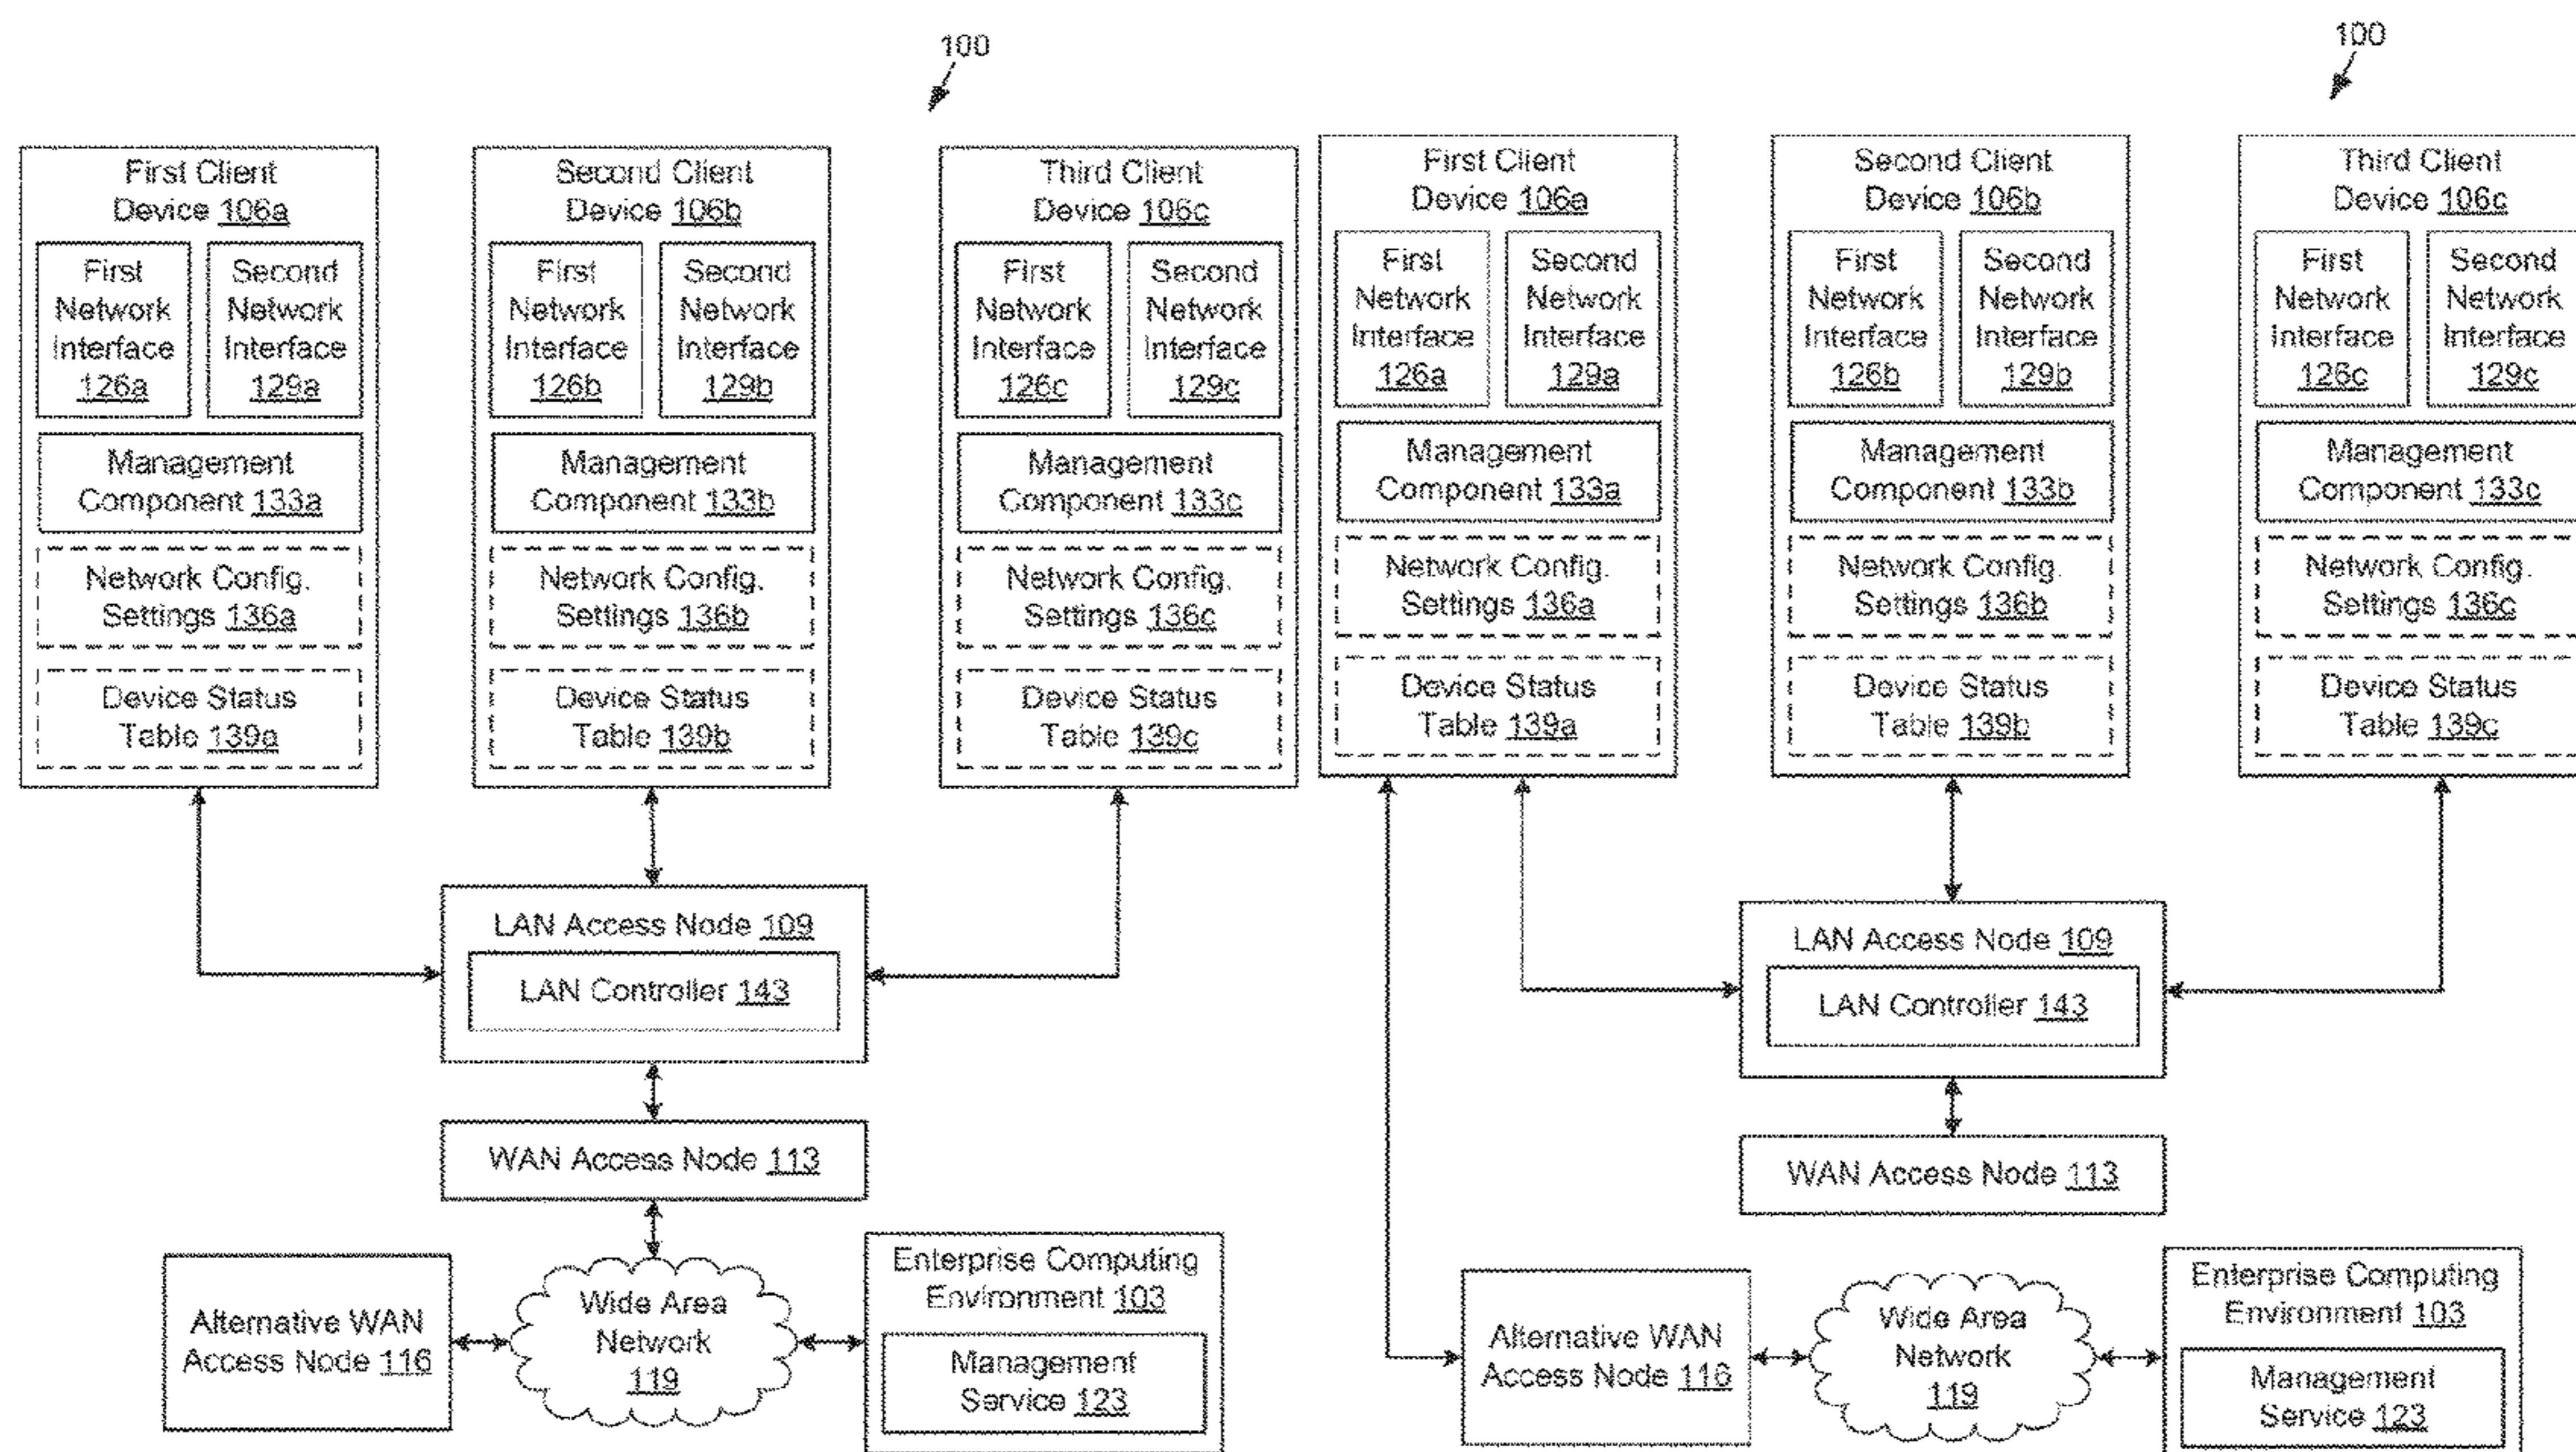 100
First Client
Device 106a
First
Network
Interface
126a
Second
Network
Interface
129a
Management
Component 133a
Network Config.
Settings 136a
Device Status
Table 139a
Second Client
Device 106b
First
Network
Interface
126b
Second
Network
Interface
129b
Management
Component 133b
Network Config.
Settings 136b
Device Status
Table 139b
Third Client
Device 106c
First
Network
Interface
126c
Second
Network
Interface
129c
Management
Component 133c
Network Config.
Settings 136c
Device Status
Table 139c
LAN Access Node 109
LAN Controller 143
WAN Access Node 113
Alternative WAN
Access Node 116
Wide Area
Network
119
Enterprise Computing
Environment 103
Management
Service 123
100
First Client
Device 106a
First
Network
Interface
126a
Second
Network
Interface
129a
Management
Component 133a
Network Config.
Settings 136a
Device Status
Table 139a
Second Client
Device 106b
First
Network
Interface
126b
Second
Network
Interface
129b
Management
Component 133b
Network Config.
Settings 136b
Device Status
Table 139b
Third Client
Device 106c
First
Network
Interface
126c
Second
Network
Interface
129c
Management
Component 133c
Network Config.
Settings 136c
Device Status
Table 139c
LAN Access Node 109
LAN Controller 143
WAN Access Node 113
Alternative WAN
Access Node 116
Wide Area
Network
119
Enterprise Computing
Environment 103
Management
Service 123